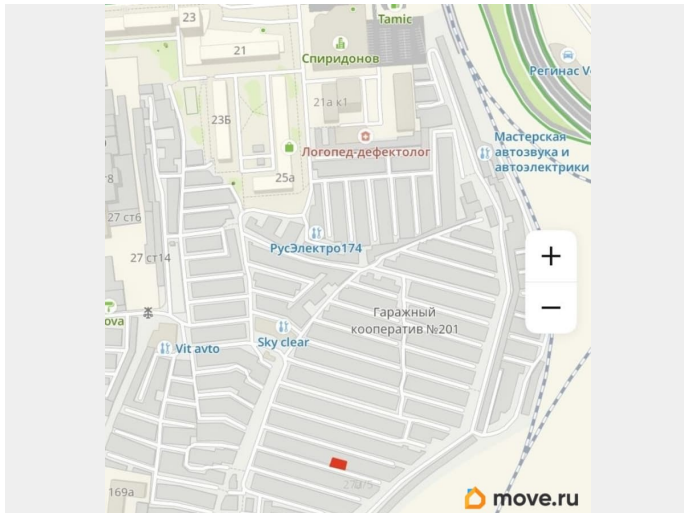 23
Tamic
21
Спиридонов
Регинас V
21а к1
23Б
Мастерская
автозвука и
автоэлектрики
Логопед-дефектолог
25а
27 ст6
РусЭлектро174
27 ст14
+
Гаражный
кооператив №201
−
ova
Sky clear
Vit avto
169а
move.ru